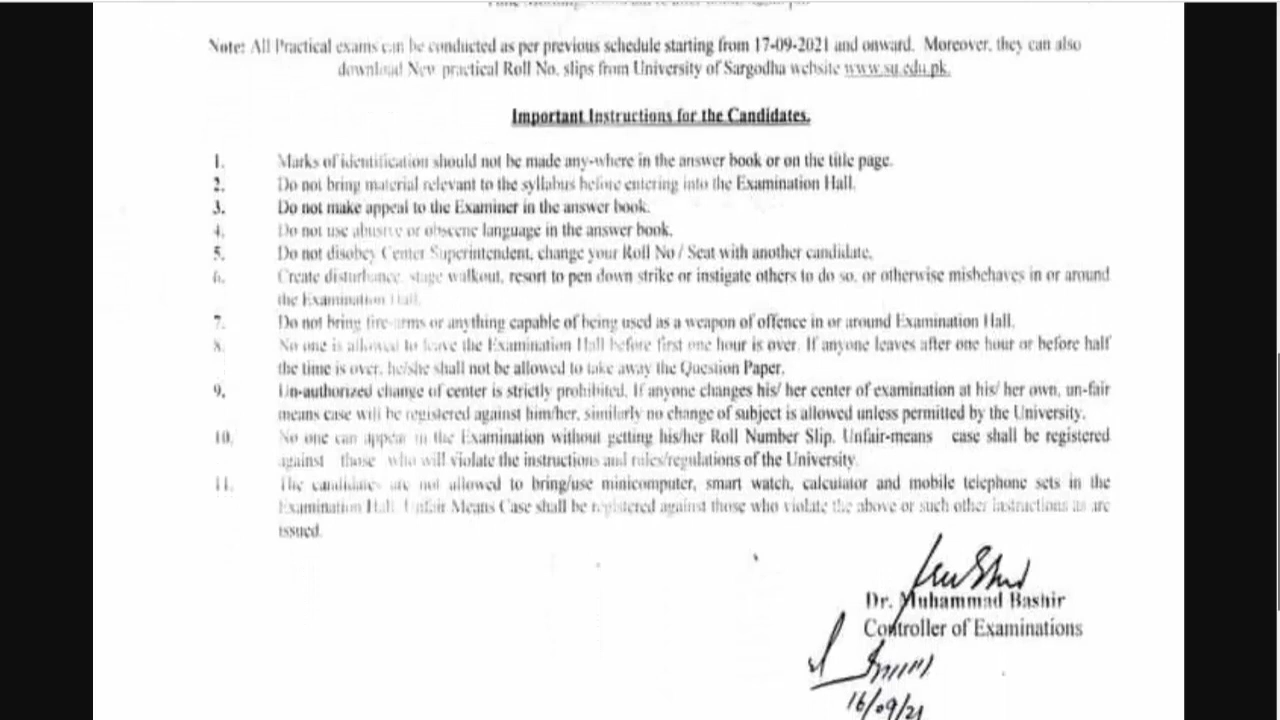 Note: All Practical exams can be conducted as per previous schedule starting from 17-09-2021 and onward. Moreover, they can also
download New practical Roll No. slips from University of Sargodha website www.su.edu.pk.
Important Instructions for the Candidates.
1. Marks of identification should not be made any-where in the answer book or on the title page.
2. Do not bring material relevant to the syllabus before entering into the Examination Hall.
3. Do not make appeal to the Examiner in the answer book.
4. Do not use abusive or obscene language in the answer book.
5. Do not disobey Center Superintendent, change your Roll No / Seat with another candidate.
6. Create disturbance, stage walkout, resort to pen down strike or instigate others to do so, or otherwise misbehaves in or around
the Examination Hall.
7. Do not bring fire-arms or anything capable of being used as a weapon of offence in or around Examination Hall.
8. No one is allowed to leave the Examination Hall before first one hour is over. If anyone leaves after one hour or before half
the time is over, he/she shall not be allowed to take away the Question Paper.
9. Un-authorized change of center is strictly prohibited. If anyone changes his/ her center of examination at his/ her own, un-fair
means case will be registered against him/her, similarly no change of subject is allowed unless permitted by the University.
10. No one can appear in the Examination without getting his/her Roll Number Slip. Unfair-means case shall be registered
against those who will violate the instructions and rules/regulations of the University.
11. The candidates are not allowed to bring/use minicomputer, smart watch, calculator and mobile telephone sets in the
Examination Hall. Unfair Means Case shall be registered against those who violate the above or such other instructions as are
issued.
Dr. Muhammad Bashir
Controller of Examinations
16/09/21